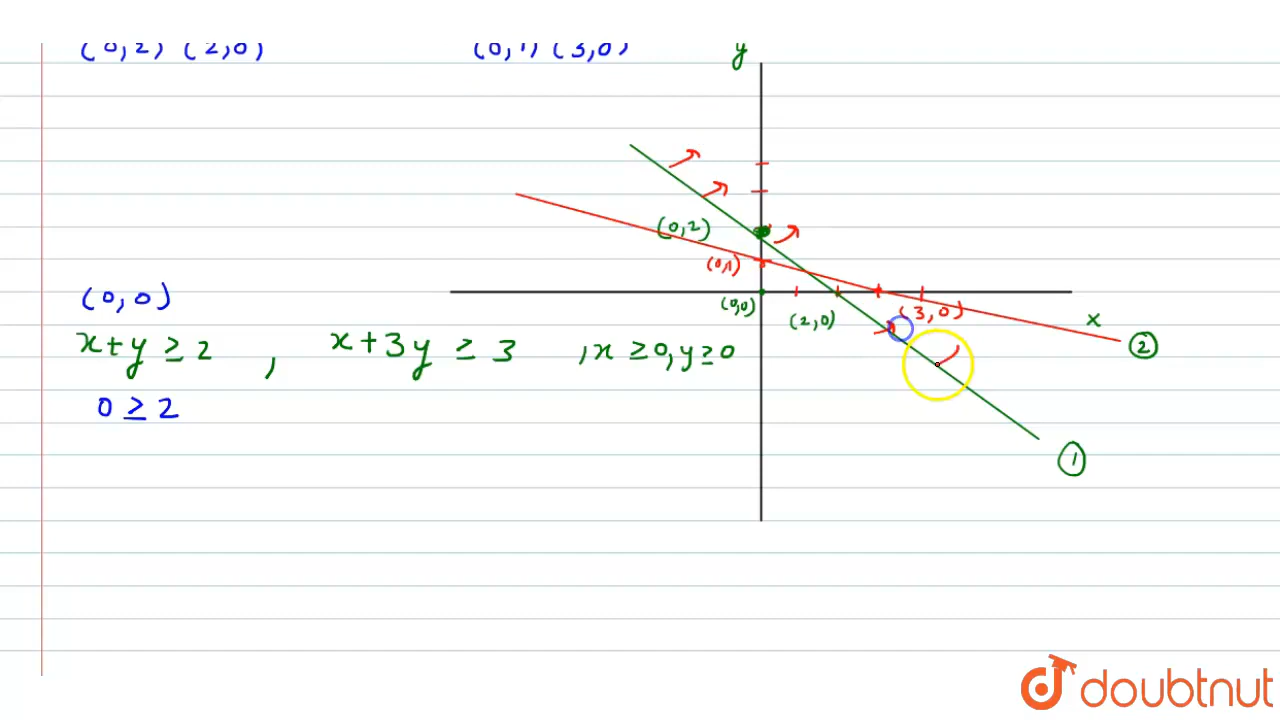 (0,2) (2,0)
(0,1) (3,0)
y
(0,2)
(0,1)
(0,0)
(2,0)
(3,0)
x
②
①
(0,0)
x+y ≥ 2 , x+3y ≥ 3 , x ≥ 0, y ≥ 0
0 ≥ 2
doubtnut